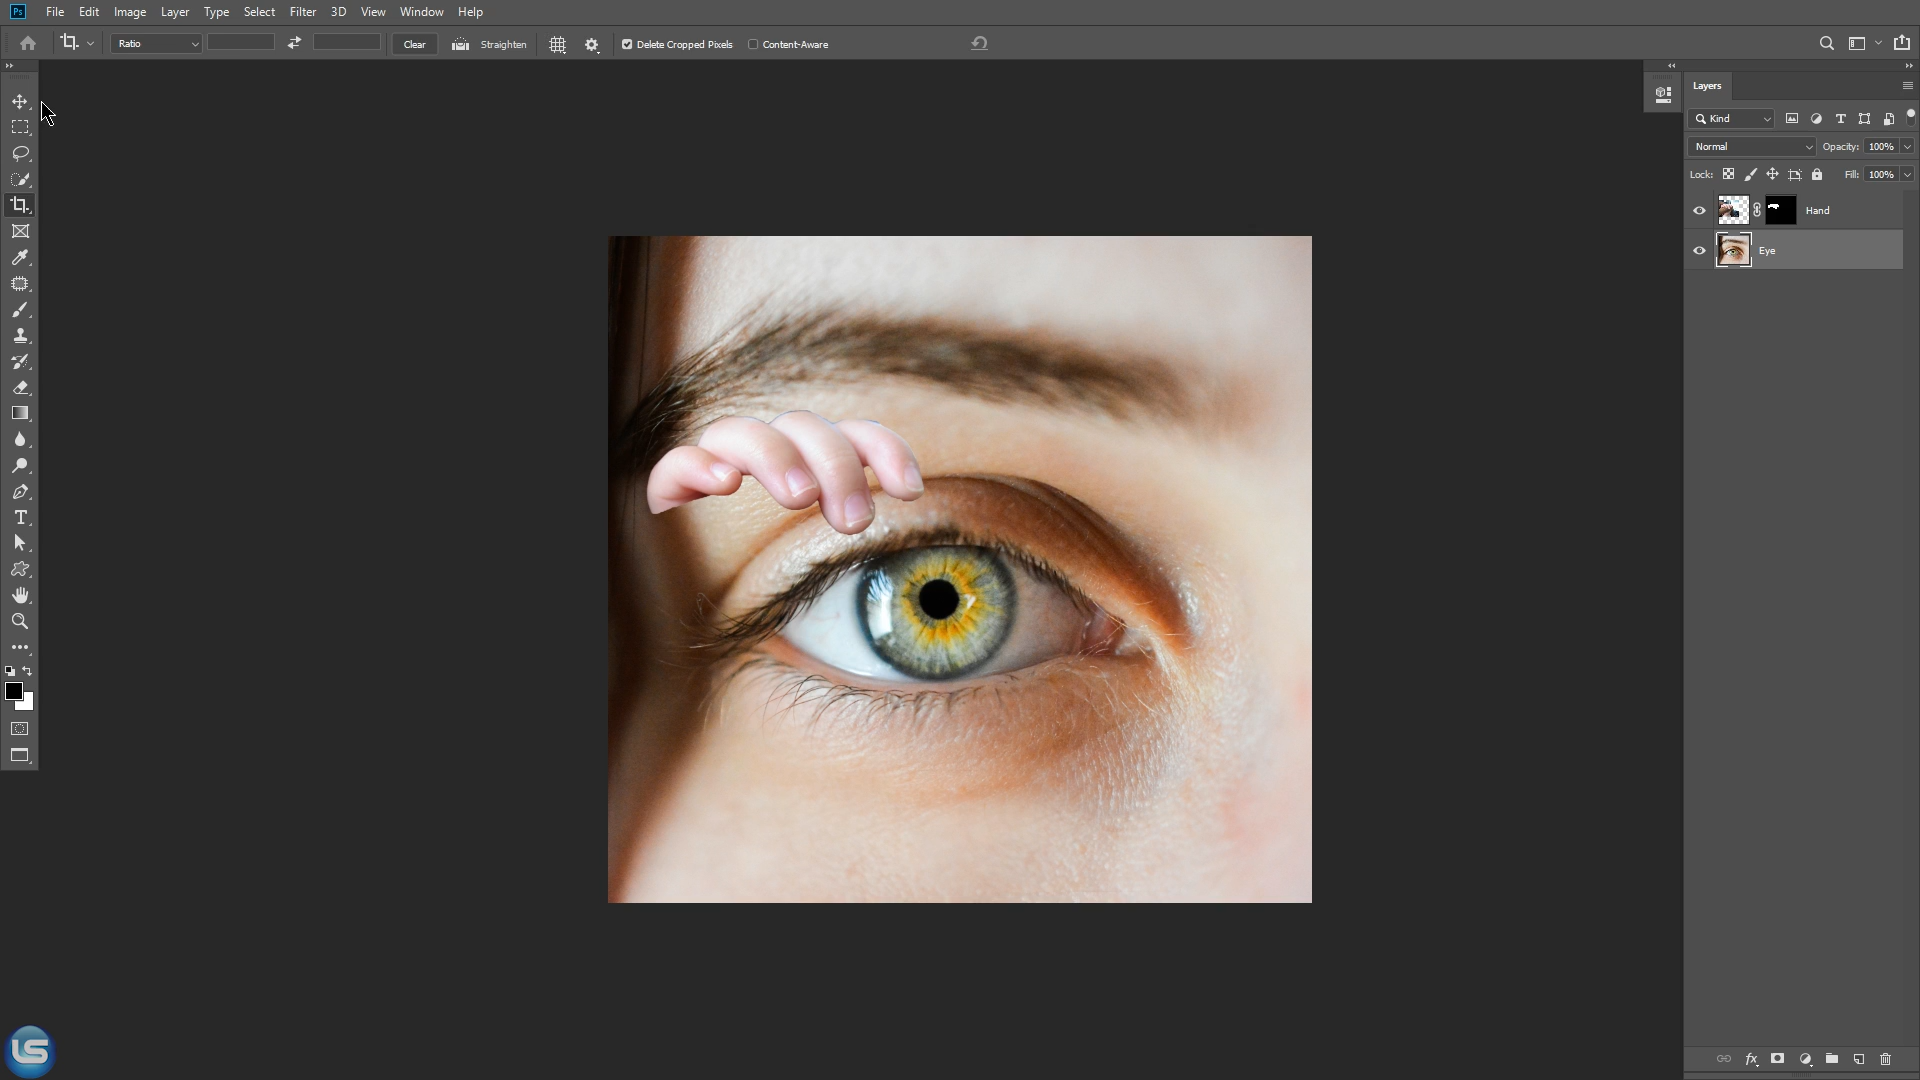 Ps File Edit Image Layer Type Select Filter 3D View Window Help
Ratio Clear Straighten Delete Cropped Pixels Content-Aware
Layers
Kind
Normal Opacity: 100%
Lock: Fill: 100%
Hand
Eye
fx
LS